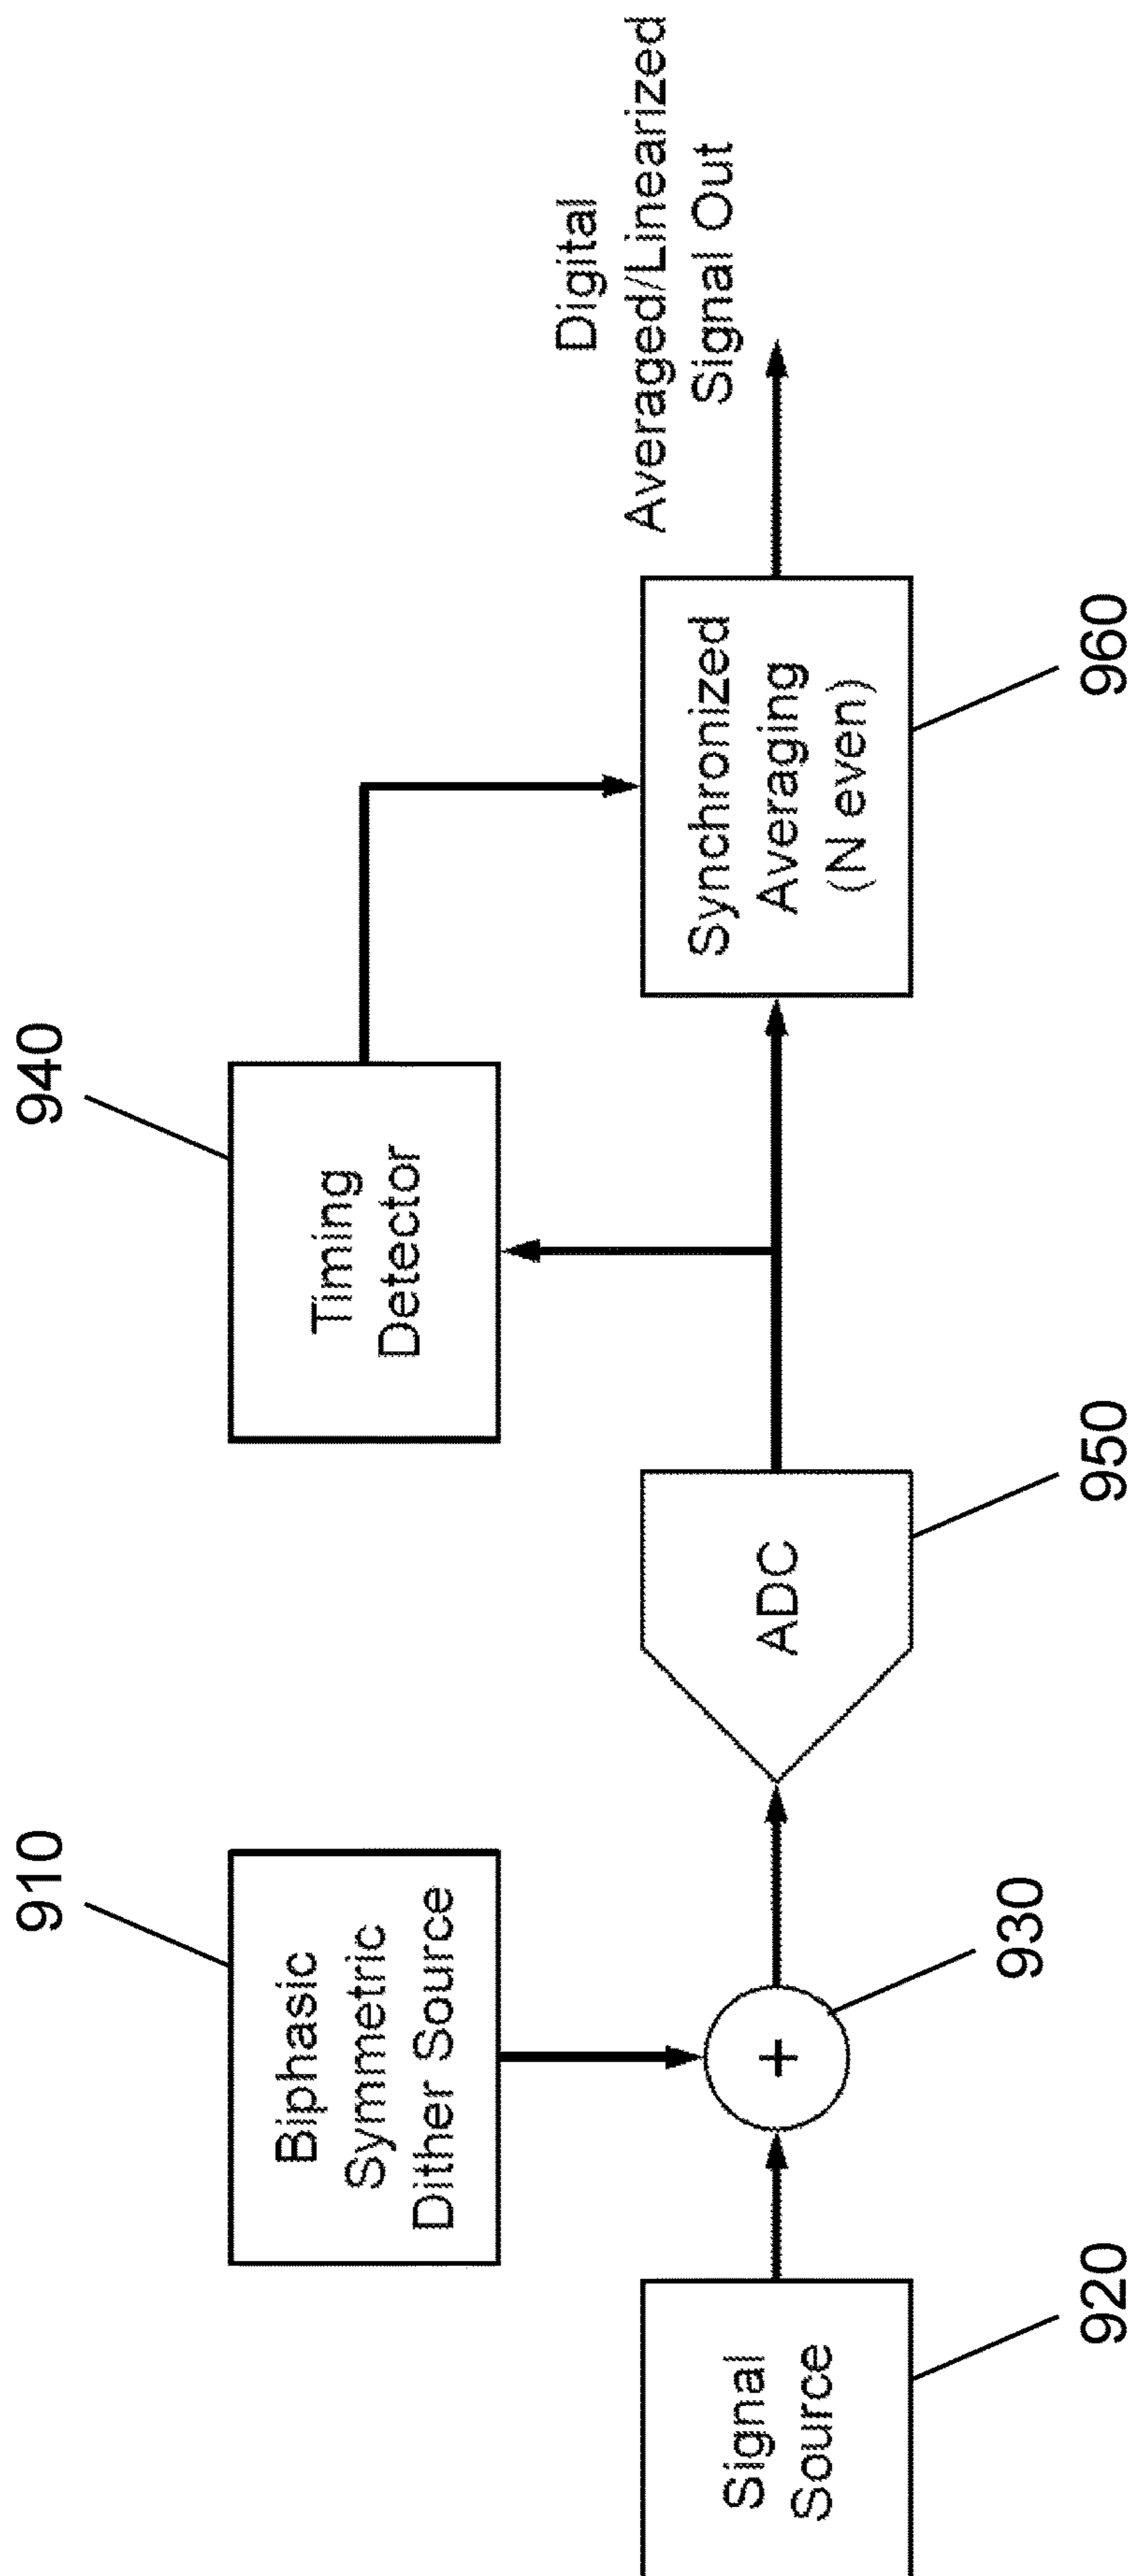 910
Biphasic
Symmetric
Dither Source
940
Timing
Detector
Digital
Averaged/Linearized
Signal Out
Signal
Source
+
ADC
Synchronized
Averaging
(N even)
920
930
950
960